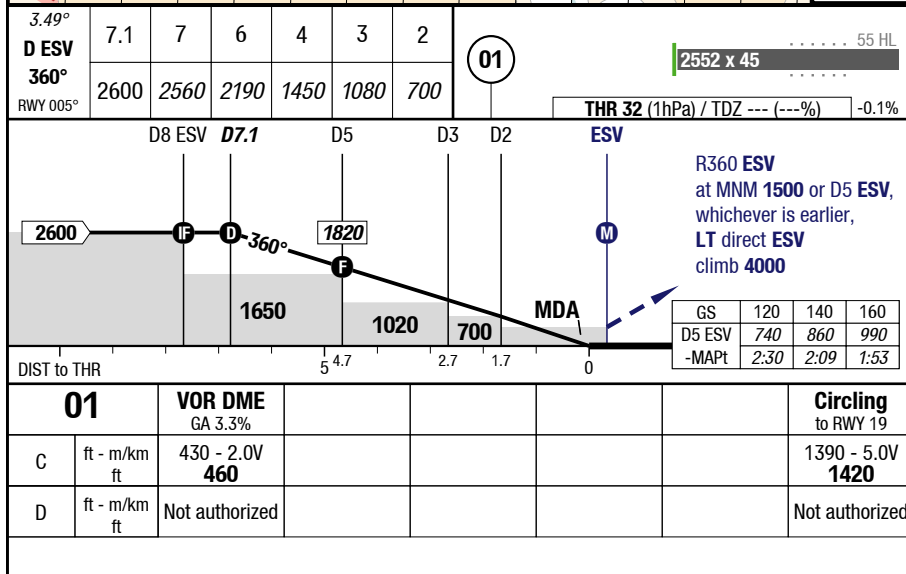 3.49°
D ESV
360°
RWY 005°
7.1 7 6 4 3 2
2600 2560 2190 1450 1080 700
01
55 HL
2552 x 45
THR 32 (1hPa) / TDZ --- (---%) -0.1%
D8 ESV D7.1 D5 D3 D2 ESV
R360 ESV
at MNM 1500 or D5 ESV,
whichever is earlier,
LT direct ESV
climb 4000
2600 IF D 360° 1820 M
F
1650 1020 700 MDA
GS 120 140 160
D5 ESV 740 860 990
-MAPt 2:30 2:09 1:53
DIST to THR 5 4.7 2.7 1.7 0
01
VOR DME
GA 3.3%
Circling
to RWY 19
C
ft - m/km
ft
430 - 2.0V
460
1390 - 5.0V
1420
D
ft - m/km
ft
Not authorized
Not authorized